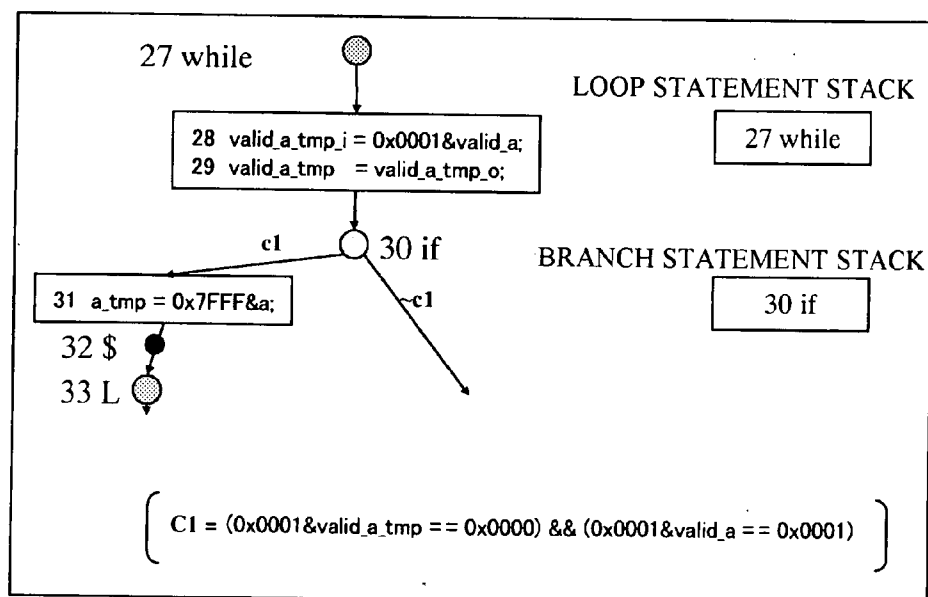 27 while
LOOP STATEMENT STACK
27 while
28 valid_a_tmp_i = 0x0001&valid_a;
29 valid_a_tmp = valid_a_tmp_o;
30 if
c1
~c1
BRANCH STATEMENT STACK
30 if
31 a_tmp = 0x7FFF&a;
32 $
33 L
C1 = (0x0001&valid_a_tmp == 0x0000) && (0x0001&valid_a == 0x0001)